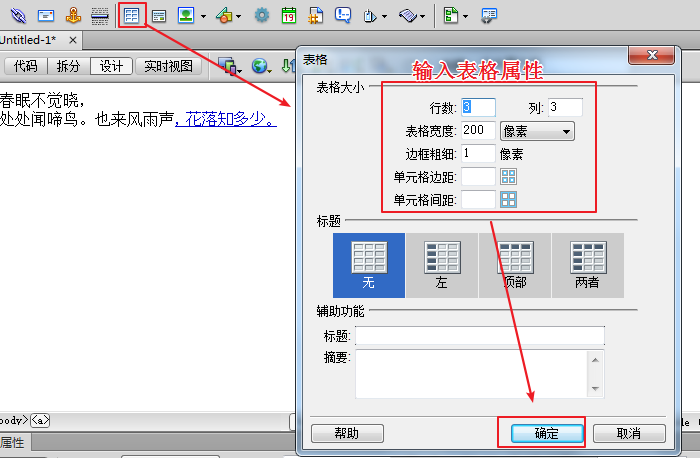 19
Untitled-1* ×
代码 拆分 设计 实时视图
春眠不觉晓，
处处闻啼鸟。也来风雨声，花落知多少。
表格
输入表格属性
表格大小
行数: 3 列: 3
表格宽度: 200 像素
边框粗细: 1 像素
单元格边距:
单元格间距:
标题
无 左 顶部 两者
辅助功能
标题:
摘要:
帮助 确定 取消
body> <a>
属性